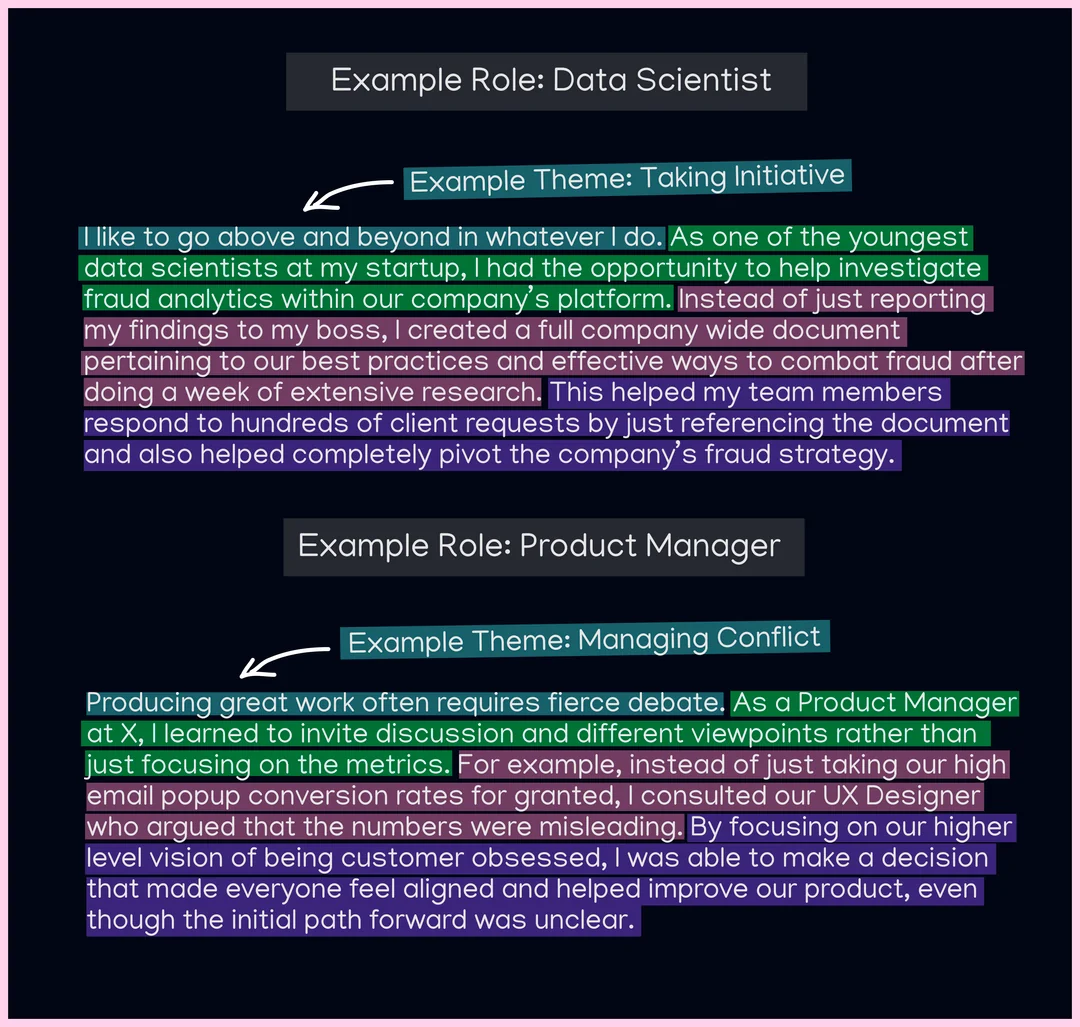 Example Role: Data Scientist
Example Theme: Taking Initiative
I like to go above and beyond in whatever I do. As one of the youngest
data scientists at my startup, I had the opportunity to help investigate
fraud analytics within our company's platform. Instead of just reporting
my findings to my boss, I created a full company wide document
pertaining to our best practices and effective ways to combat fraud after
doing a week of extensive research. This helped my team members
respond to hundreds of client requests by just referencing the document
and also helped completely pivot the company's fraud strategy.
Example Role: Product Manager
Example Theme: Managing Conflict
Producing great work often requires fierce debate. As a Product Manager
at X, I learned to invite discussion and different viewpoints rather than
just focusing on the metrics. For example, instead of just taking our high
email popup conversion rates for granted, I consulted our UX Designer
who argued that the numbers were misleading. By focusing on our higher
level vision of being customer obsessed, I was able to make a decision
that made everyone feel aligned and helped improve our product, even
though the initial path forward was unclear.